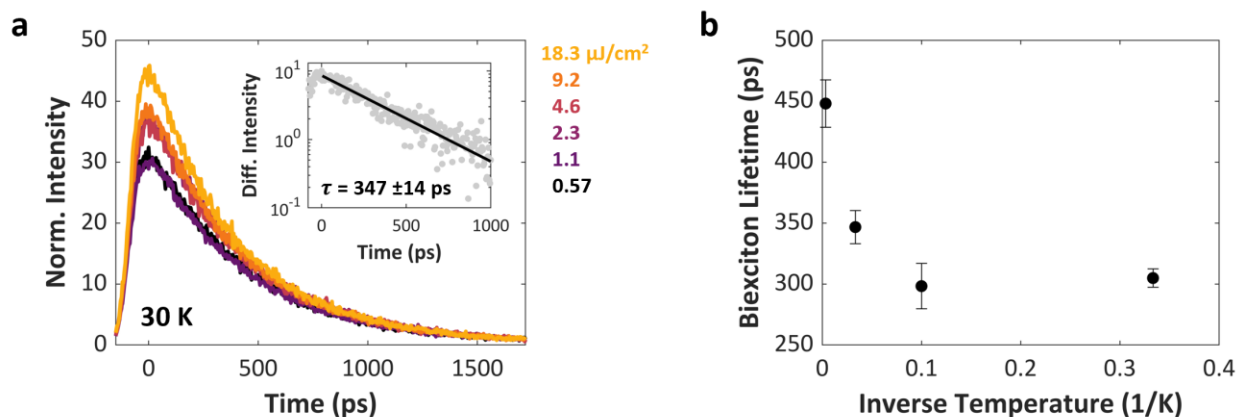 a
50
40
30
20
10
0
Norm. Intensity
30 K
0
500
1000
1500
Time (ps)
10¹
10⁰
10⁻¹
Diff. Intensity
τ = 347 ±14 ps
0
500
1000
Time (ps)
18.3 μJ/cm²
9.2
4.6
2.3
1.1
0.57
b
500
450
400
350
300
250
Biexciton Lifetime (ps)
0
0.1
0.2
0.3
0.4
Inverse Temperature (1/K)